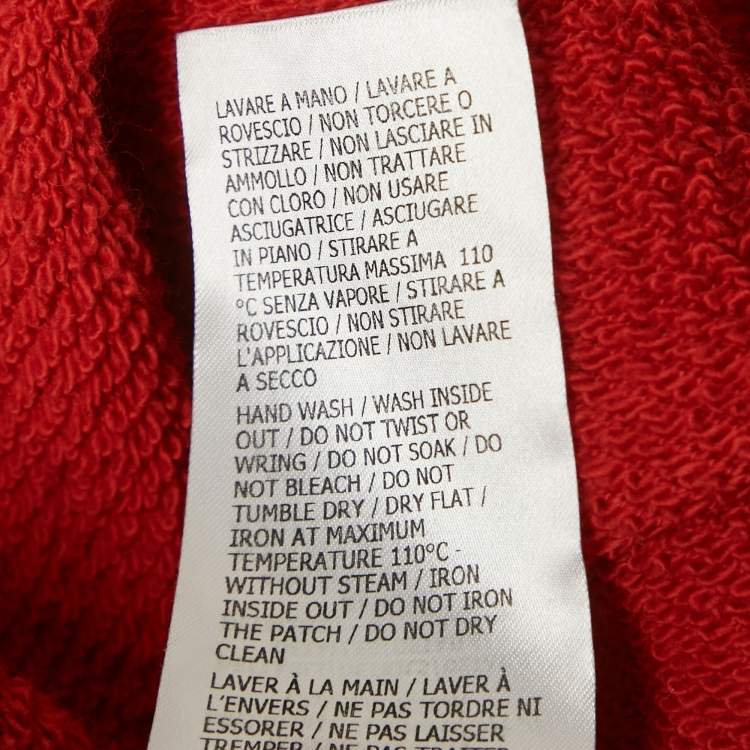 LAVARE A MANO / LAVARE A
ROVESCIO / NON TORCERE O
STRIZZARE / NON LASCIARE IN
AMMOLLO / NON TRATTARE
CON CLORO / NON USARE
ASCIUGATRICE / ASCIUGARE
IN PIANO / STIRARE A
TEMPERATURA MASSIMA 110
°C SENZA VAPORE / STIRARE A
ROVESCIO / NON STIRARE
L'APPLICAZIONE / NON LAVARE
A SECCO
HAND WASH / WASH INSIDE
OUT / DO NOT TWIST OR
WRING / DO NOT SOAK / DO
NOT BLEACH / DO NOT
TUMBLE DRY / DRY FLAT /
IRON AT MAXIMUM
TEMPERATURE 110°C -
WITHOUT STEAM / IRON
INSIDE OUT / DO NOT IRON
THE PATCH / DO NOT DRY
CLEAN
LAVER À LA MAIN / LAVER À
L'ENVERS / NE PAS TORDRE NI
ESSORER / NE PAS LAISSER
TREMPER / NE PAS TRAITER